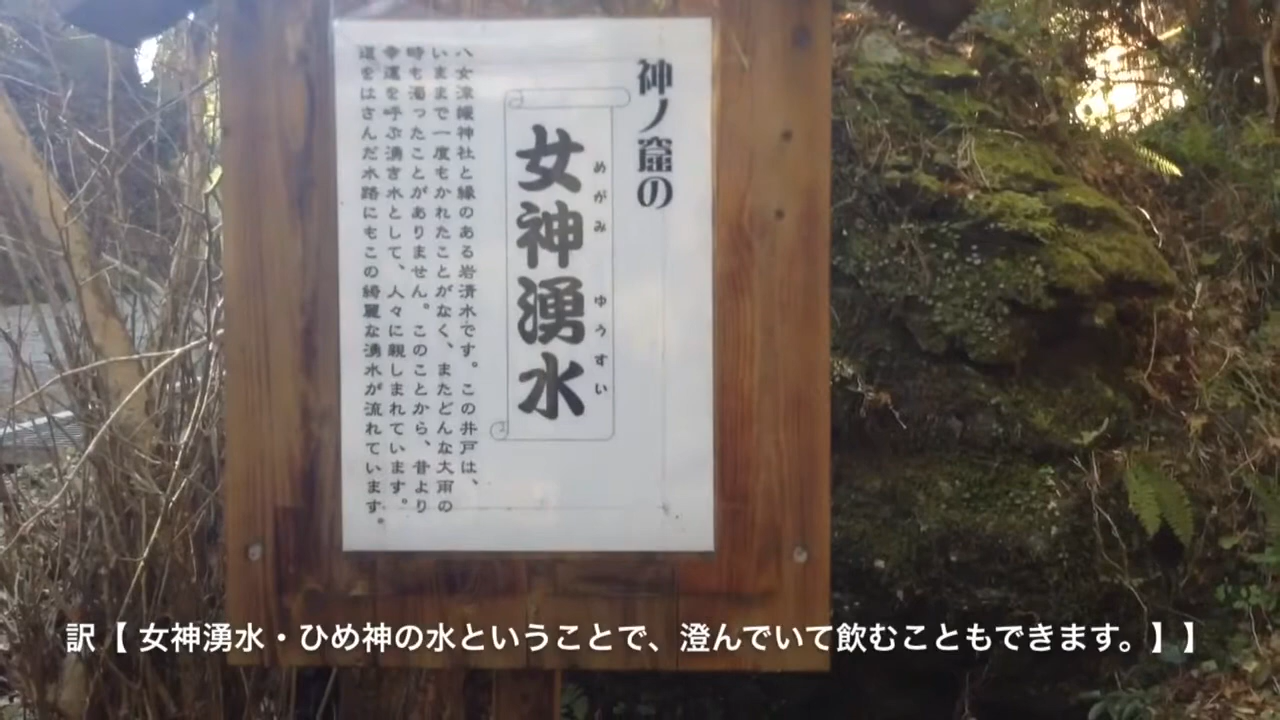 神ノ窟の
めがみ ゆうすい
女神湧水
八女津媛神社と縁のある岩清水です。この井戸は、
いままで一度もかれたことがなく、またどんな大雨の
時も濁ったことがありません。このことから、昔より
幸運を呼ぶ湧き水として、人々に親しまれています。
道をはさんだ水路にもこの綺麗な湧水が流れています。
訳【 女神湧水・ひめ神の水ということで、澄んでいて飲むこともできます。】】